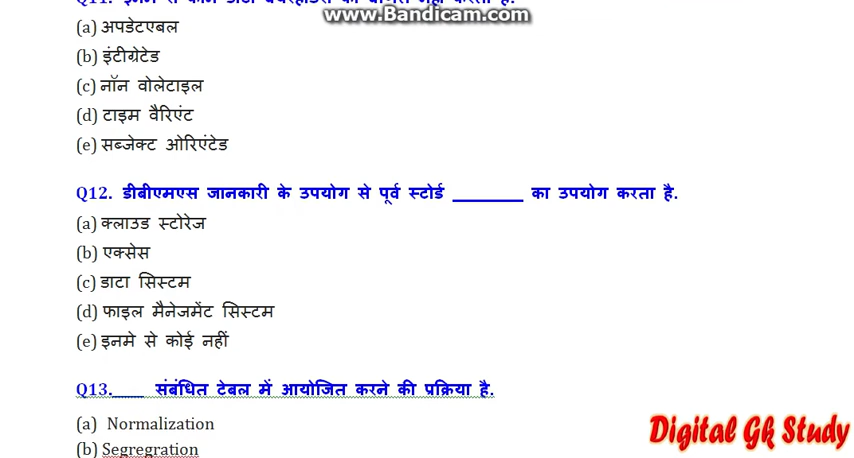 www.Bandicam.com
(a) अपडेटएबल
(b) इंटीग्रेटेड
(c) नॉन वोलेटाइल
(d) टाइम वैरिएंट
(e) सब्जेक्ट ओरिएंटेड
Q12. डीबीएमएस जानकारी के उपयोग से पूर्व स्टोर्ड ________ का उपयोग करता है.
(a) क्लाउड स्टोरेज
(b) एक्सेस
(c) डाटा सिस्टम
(d) फाइल मैनेजमेंट सिस्टम
(e) इनमे से कोई नहीं
Q13.____ संबंधित टेबल में आयोजित करने की प्रक्रिया है.
(a) Normalization
(b) Segregration
Digital Gk Study